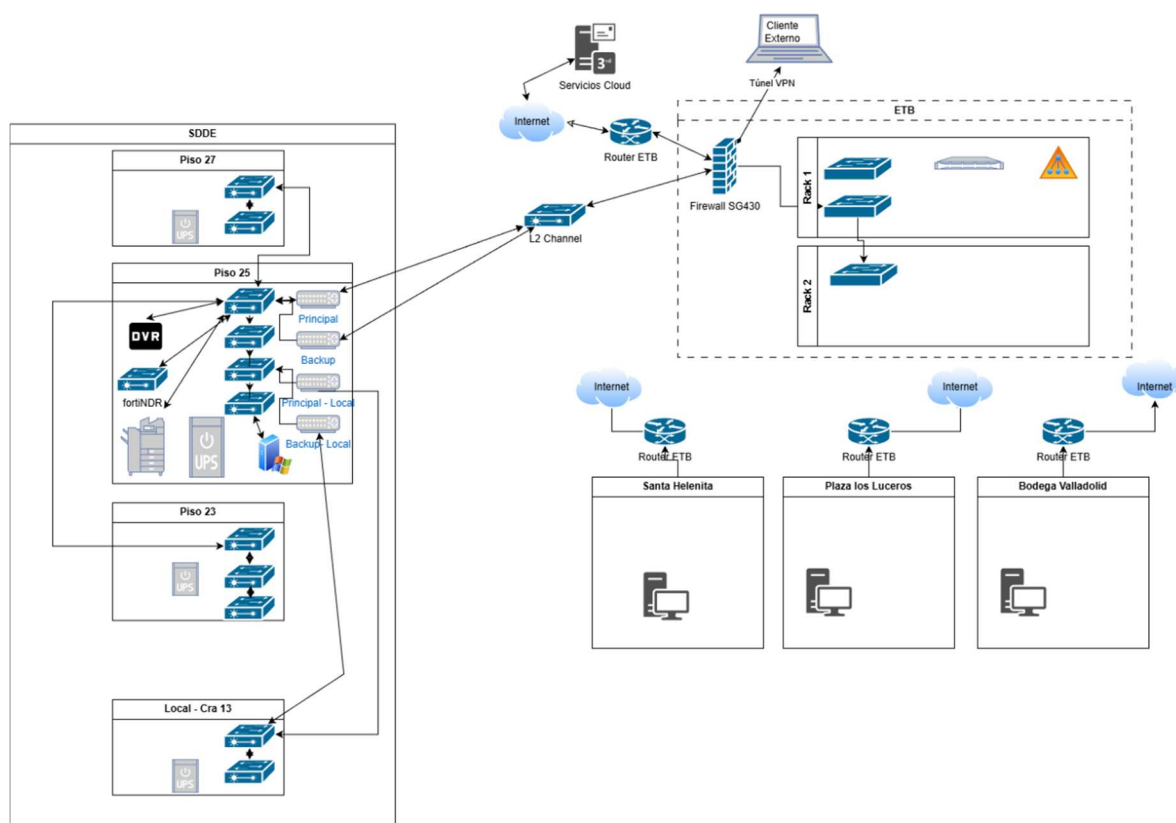 Cliente
Externo
3rd
Servicios Cloud
Túnel VPN
Internet
Router ETB
Firewall SG430
L2 Channel
ETB
Rack 1
Rack 2
SDDE
Piso 27
UPS
Piso 25
Principal
DVR
Backup
fortiNDR
Principal - Local
Backup- Local
UPS
Piso 23
UPS
Local - Cra 13
UPS
Internet
Internet
Internet
Router ETB
Router ETB
Router ETB
Santa Helenita
Plaza los Luceros
Bodega Valladolid